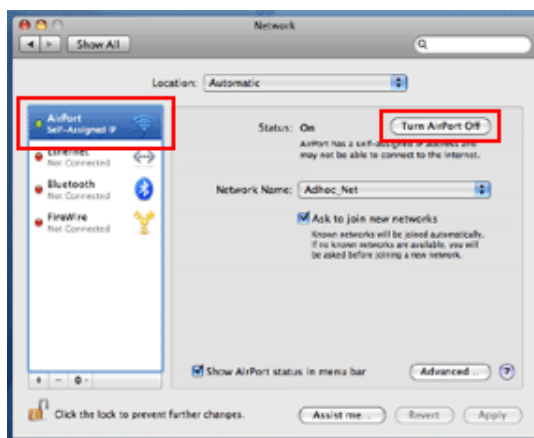 Network
Show All
Location: Automatic
AirPort
Self-Assigned IP
Status: On
Turn AirPort Off
AirPort has a self-assigned IP address and
may not be able to connect to the internet.
Ethernet
Not Connected
Bluetooth
Not Connected
Network Name: Adhoc_Net
FireWire
Not Connected
Ask to join new networks
Known networks will be joined automatically.
If no known networks are available, you will
be asked before joining a new network.
Show AirPort status in menu bar
Advanced... ?
+ -
Click the lock to prevent further changes.
Assist me... Revert Apply